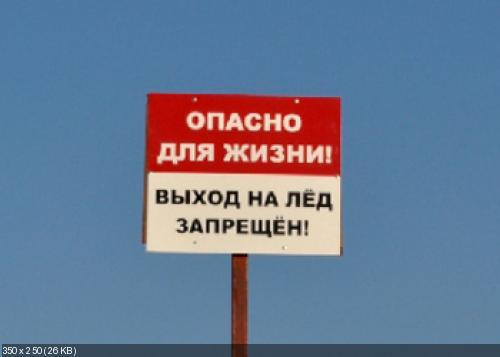 ОПАСНО
ДЛЯ ЖИЗНИ!
ВЫХОД НА ЛЁД
ЗАПРЕЩЁН!
350 x 250 (26 KB)